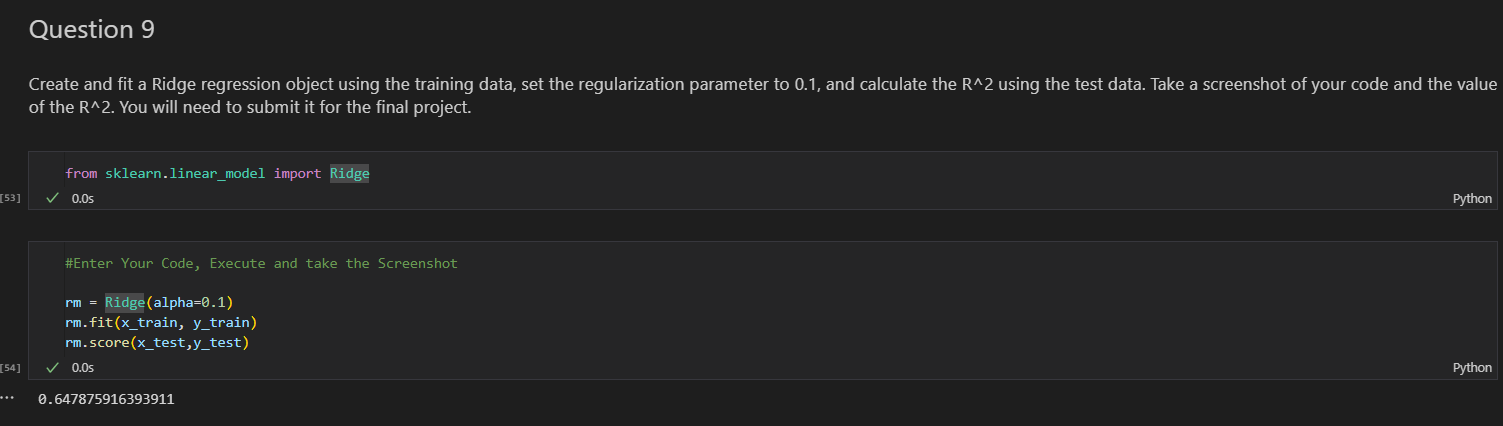 Question 9
Create and fit a Ridge regression object using the training data, set the regularization parameter to 0.1, and calculate the R^2 using the test data. Take a screenshot of your code and the value
of the R^2. You will need to submit it for the final project.
from sklearn.linear_model import Ridge
[53] ✓ 0.0s Python
#Enter Your Code, Execute and take the Screenshot
rm = Ridge(alpha=0.1)
rm.fit(x_train, y_train)
rm.score(x_test,y_test)
[54] ✓ 0.0s Python
... 0.647875916393911